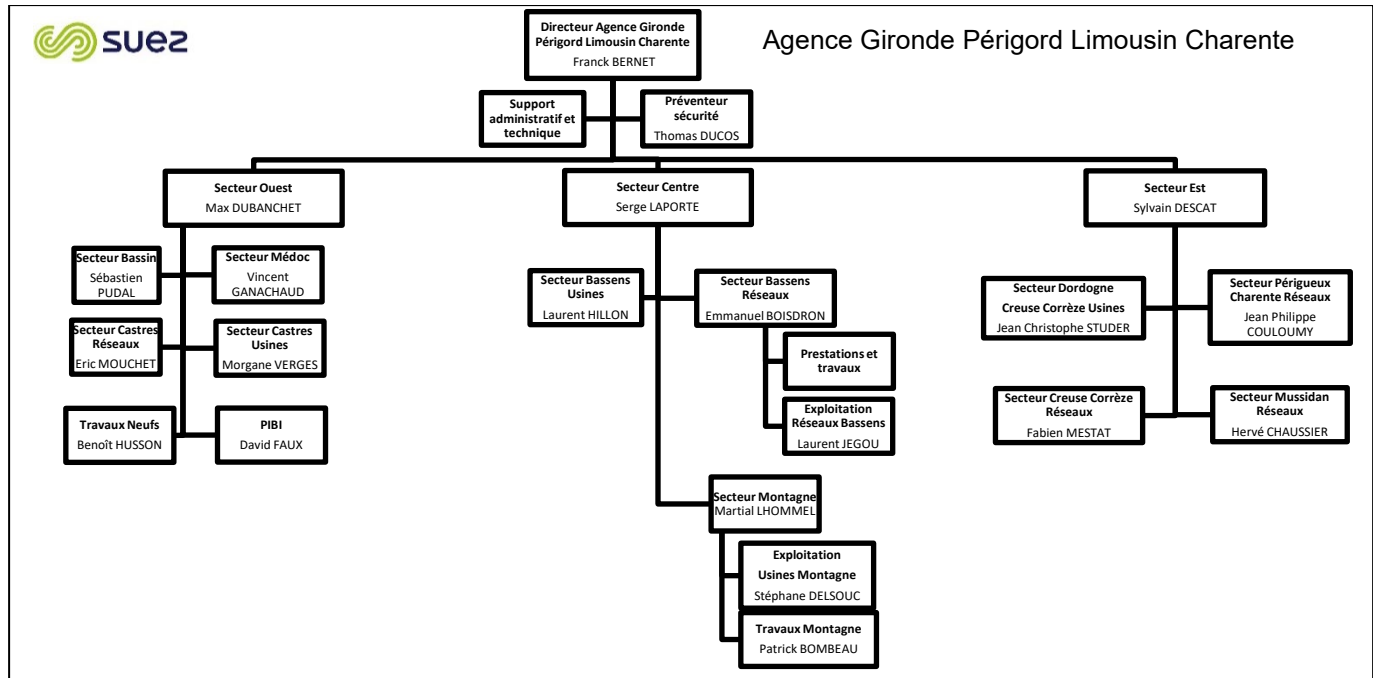 suez
Agence Gironde Périgord Limousin Charente
Directeur Agence Gironde
Périgord Limousin Charente
Franck BERNET
Support
administratif et
technique
Préventeur
sécurité
Thomas DUCOS
Secteur Ouest
Max DUBANCHET
Secteur Centre
Serge LAPORTE
Secteur Est
Sylvain DESCAT
Secteur Bassin
Sébastien
PUDAL
Secteur Médoc
Vincent
GANACHAUD
Secteur Castres
Réseaux
Eric MOUCHET
Secteur Castres
Usines
Morgane VERGES
Travaux Neufs
Benoît HUSSON
PIBI
David FAUX
Secteur Bassens
Usines
Laurent HILLON
Secteur Bassens
Réseaux
Emmanuel BOISDRON
Prestations et
travaux
Exploitation
Réseaux Bassens
Laurent JEGOU
Secteur Montagne
Martial LHOMMEL
Exploitation
Usines Montagne
Stéphane DELSOUC
Travaux Montagne
Patrick BOMBEAU
Secteur Dordogne
Creuse Corrèze Usines
Jean Christophe STUDER
Secteur Périgueux
Charente Réseaux
Jean Philippe
COULOUMY
Secteur Creuse Corrèze
Réseaux
Fabien MESTAT
Secteur Mussidan
Réseaux
Hervé CHAUSSIER